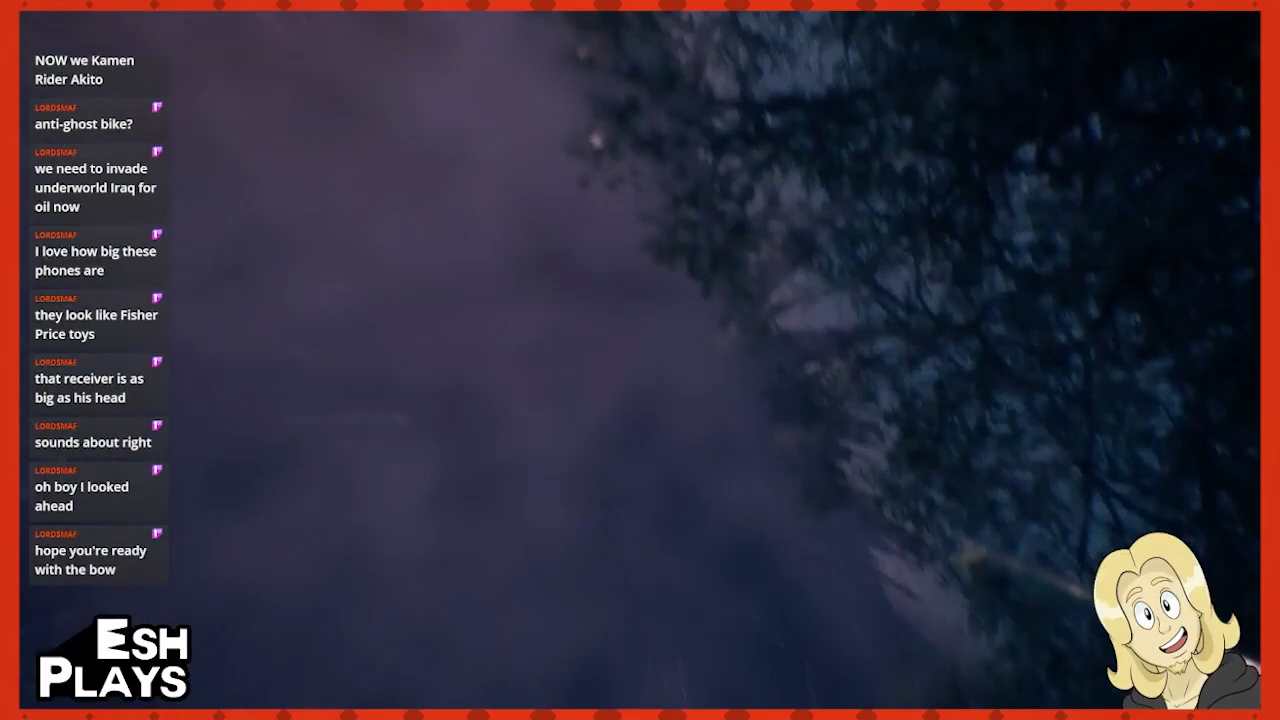 NOW we Kamen
Rider Akito
LORDSMAF
anti-ghost bike?
LORDSMAF
we need to invade
underworld Iraq for
oil now
LORDSMAF
I love how big these
phones are
LORDSMAF
they look like Fisher
Price toys
LORDSMAF
that receiver is as
big as his head
LORDSMAF
sounds about right
LORDSMAF
oh boy I looked
ahead
LORDSMAF
hope you're ready
with the bow
ESH
PLAYS